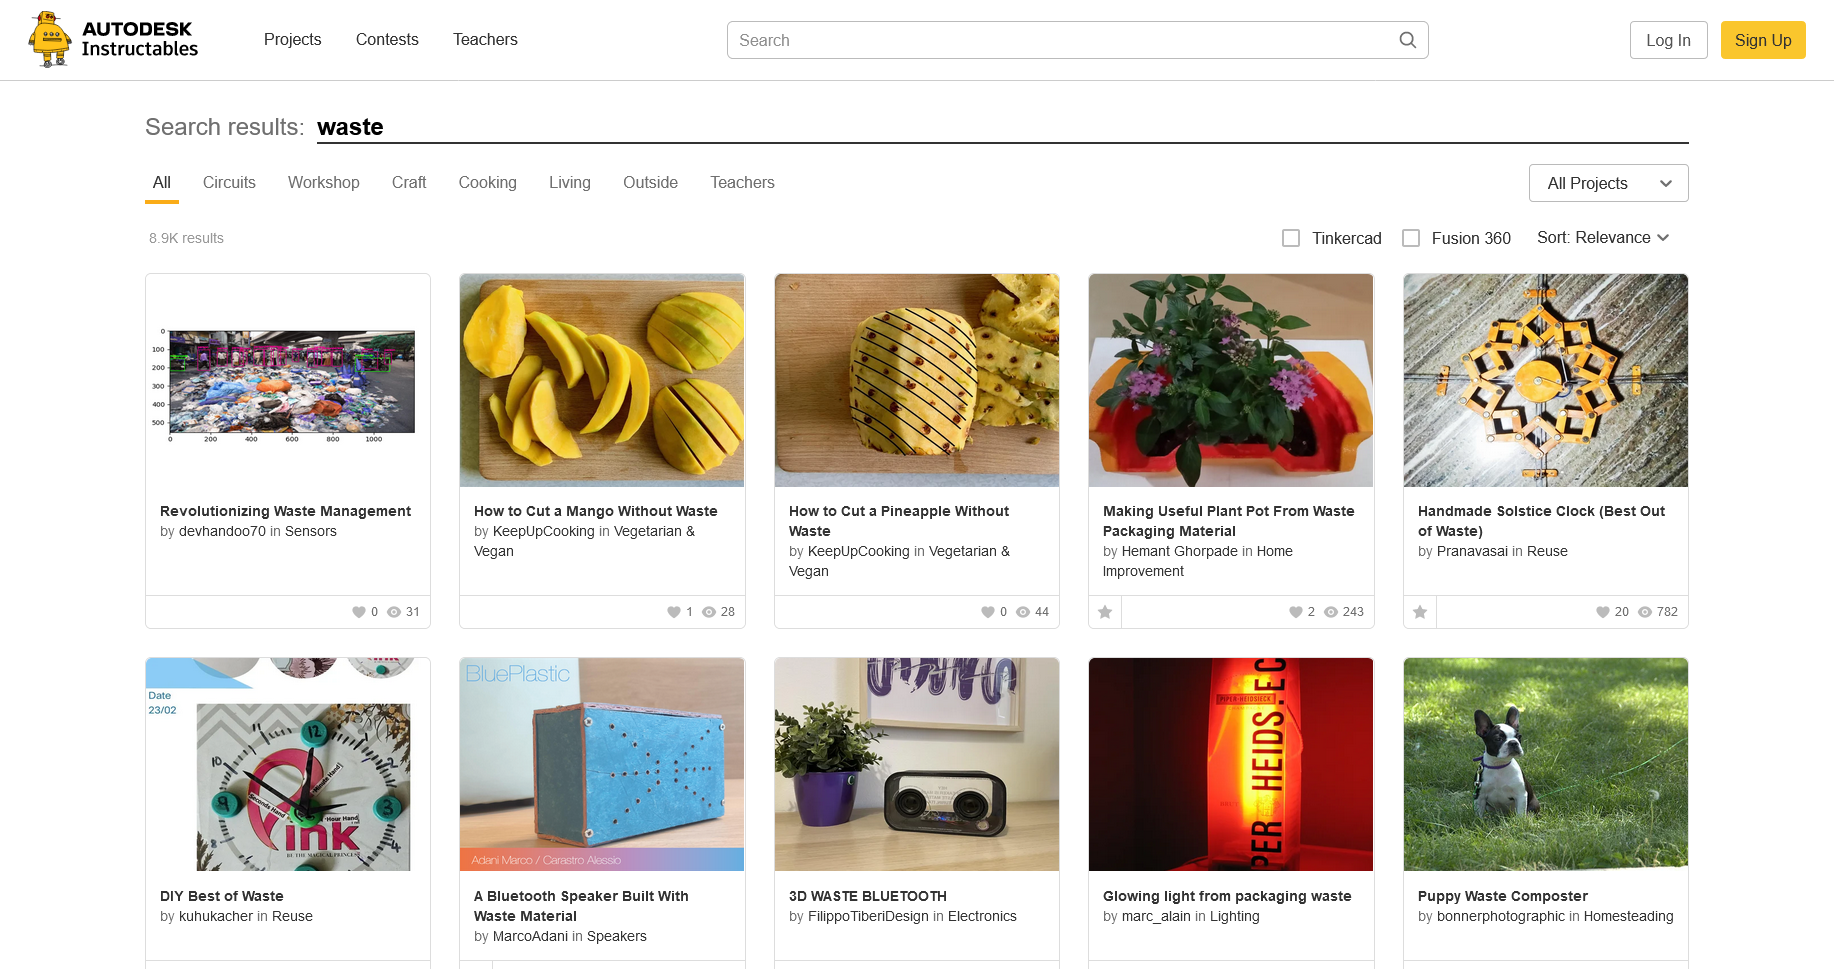 AUTODESK
Instructables
Projects
Contests
Teachers
Search
Log In
Sign Up
Search results: waste
All
Circuits
Workshop
Craft
Cooking
Living
Outside
Teachers
All Projects
8.9K results
Tinkercad
Fusion 360
Sort: Relevance
0
100
200
300
400
500
0 200 400 600 800 1000
Revolutionizing Waste Management
by devhandoo70 in Sensors
0 31
How to Cut a Mango Without Waste
by KeepUpCooking in Vegetarian &
Vegan
1 28
How to Cut a Pineapple Without
Waste
by KeepUpCooking in Vegetarian &
Vegan
0 44
Making Useful Plant Pot From Waste
Packaging Material
by Hemant Ghorpade in Home
Improvement
2 243
Handmade Solstice Clock (Best Out
of Waste)
by Pranavasai in Reuse
20 782
Date
23/02
12
10
2
9
3
8
4
Seconds Hand
Minute Hand
Hour Hand
ink
BE THE MAGICAL PRINCESS
DIY Best of Waste
by kuhukacher in Reuse
BluePlastic
Adani Marco / Carastro Alessio
A Bluetooth Speaker Built With
Waste Material
by MarcoAdani in Speakers
3D WASTE BLUETOOTH
by FilippoTiberiDesign in Electronics
PIPER-HEIDSIECK
PER HEIDS.EC
Glowing light from packaging waste
by marc_alain in Lighting
Puppy Waste Composter
by bonnerphotographic in Homesteading